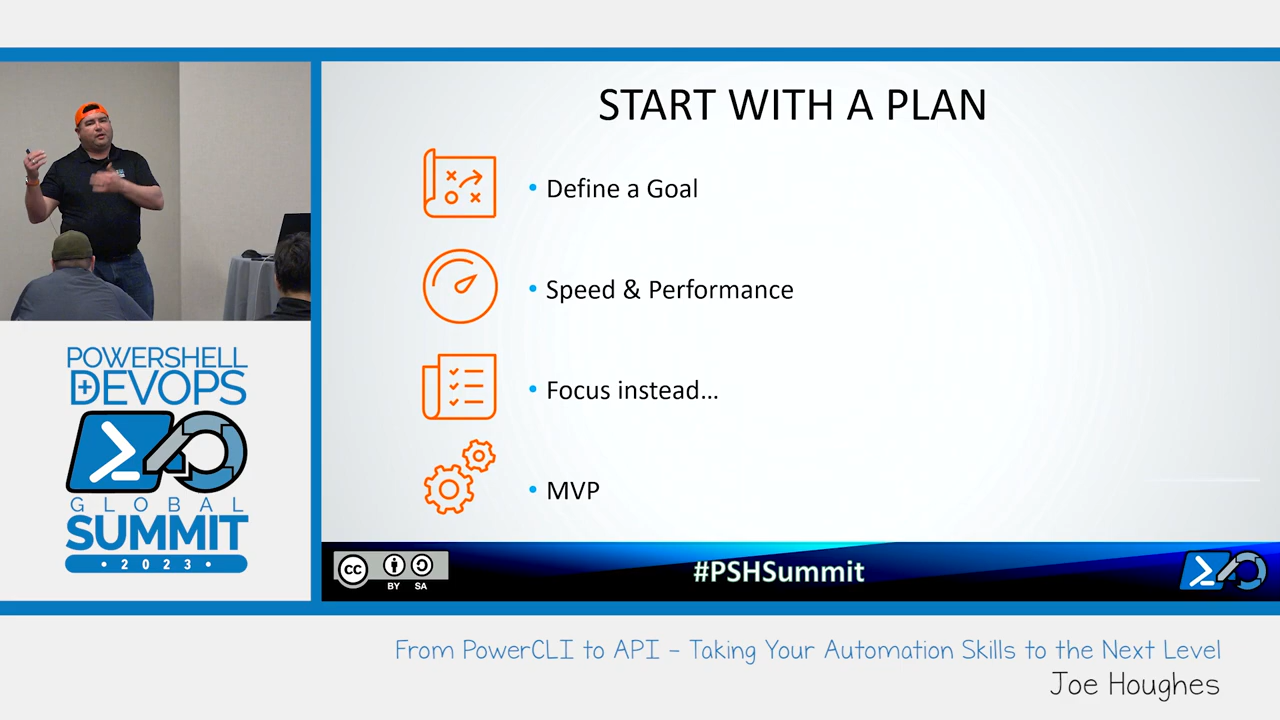 START WITH A PLAN
• Define a Goal
• Speed & Performance
• Focus instead…
• MVP
POWERSHELL
+DEVOPS
GLOBAL
SUMMIT
• 2023 •
cc
BY SA
#PSHSummit
From PowerCLI to API – Taking Your Automation Skills to the Next Level
Joe Houghes